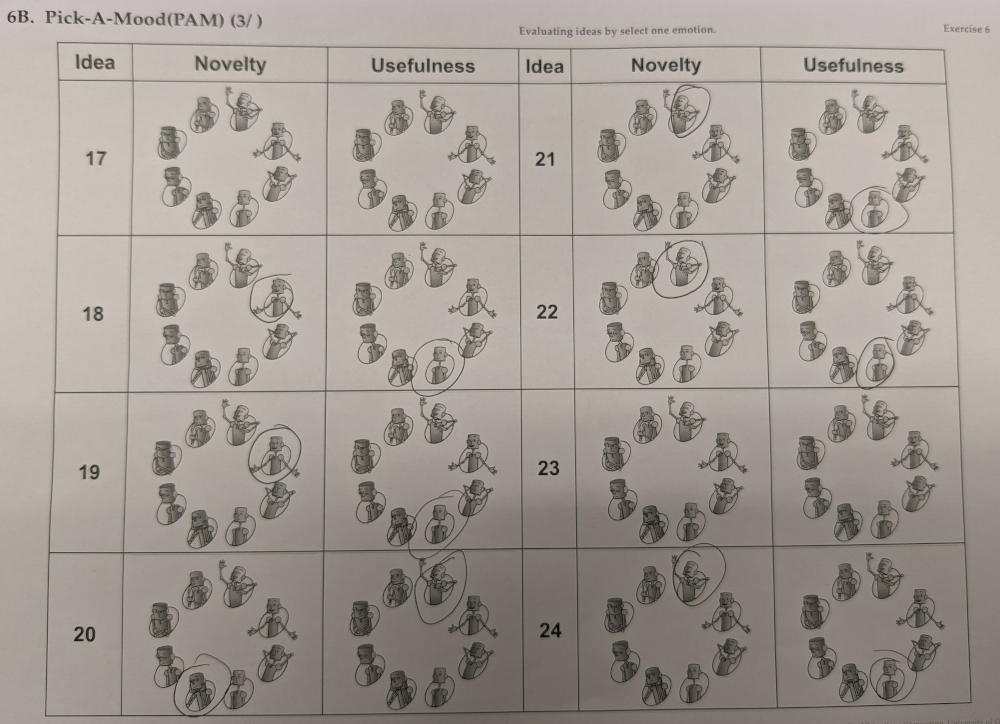 6B. Pick-A-Mood(PAM) (3/ )
Evaluating ideas by select one emotion.
Exercise 6
Idea Novelty Usefulness Idea Novelty Usefulness
17 21
18 22
19 23
20 24